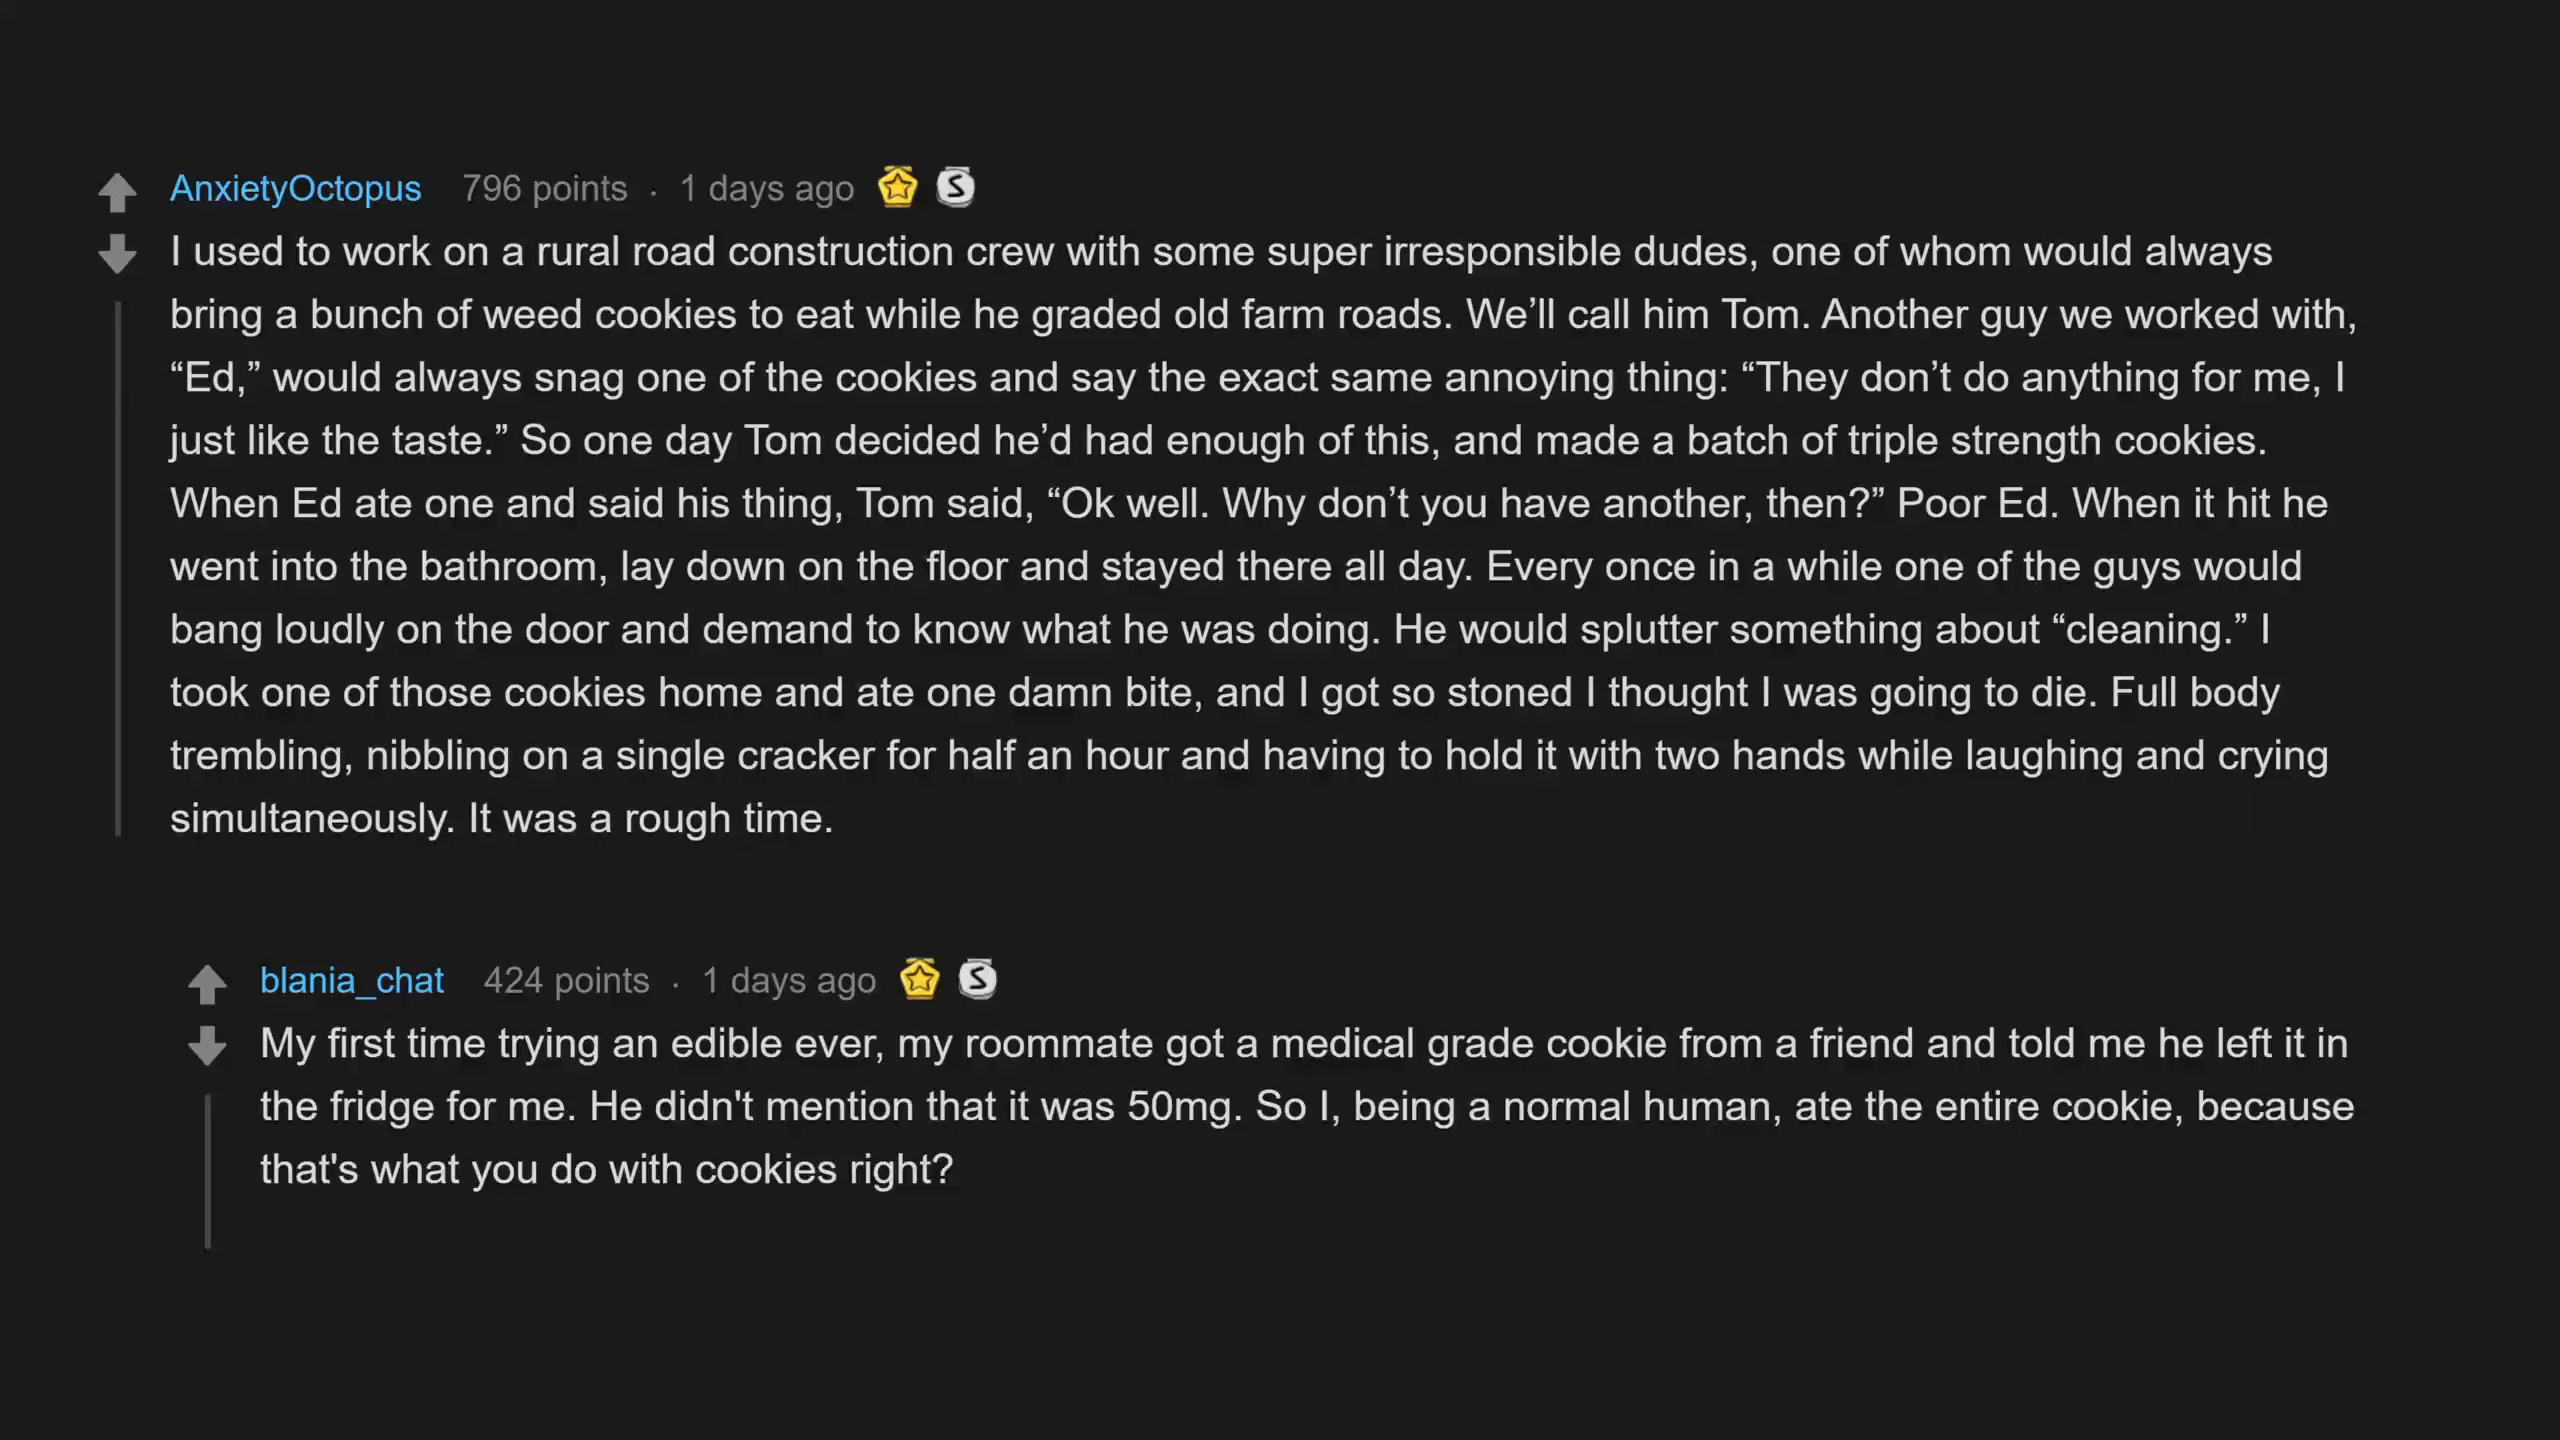 AnxietyOctopus 796 points · 1 days ago
I used to work on a rural road construction crew with some super irresponsible dudes, one of whom would always
bring a bunch of weed cookies to eat while he graded old farm roads. We’ll call him Tom. Another guy we worked with,
“Ed,” would always snag one of the cookies and say the exact same annoying thing: “They don’t do anything for me, I
just like the taste.” So one day Tom decided he’d had enough of this, and made a batch of triple strength cookies.
When Ed ate one and said his thing, Tom said, “Ok well. Why don’t you have another, then?” Poor Ed. When it hit he
went into the bathroom, lay down on the floor and stayed there all day. Every once in a while one of the guys would
bang loudly on the door and demand to know what he was doing. He would splutter something about “cleaning.” I
took one of those cookies home and ate one damn bite, and I got so stoned I thought I was going to die. Full body
trembling, nibbling on a single cracker for half an hour and having to hold it with two hands while laughing and crying
simultaneously. It was a rough time.
blania_chat 424 points · 1 days ago
My first time trying an edible ever, my roommate got a medical grade cookie from a friend and told me he left it in
the fridge for me. He didn't mention that it was 50mg. So I, being a normal human, ate the entire cookie, because
that's what you do with cookies right?